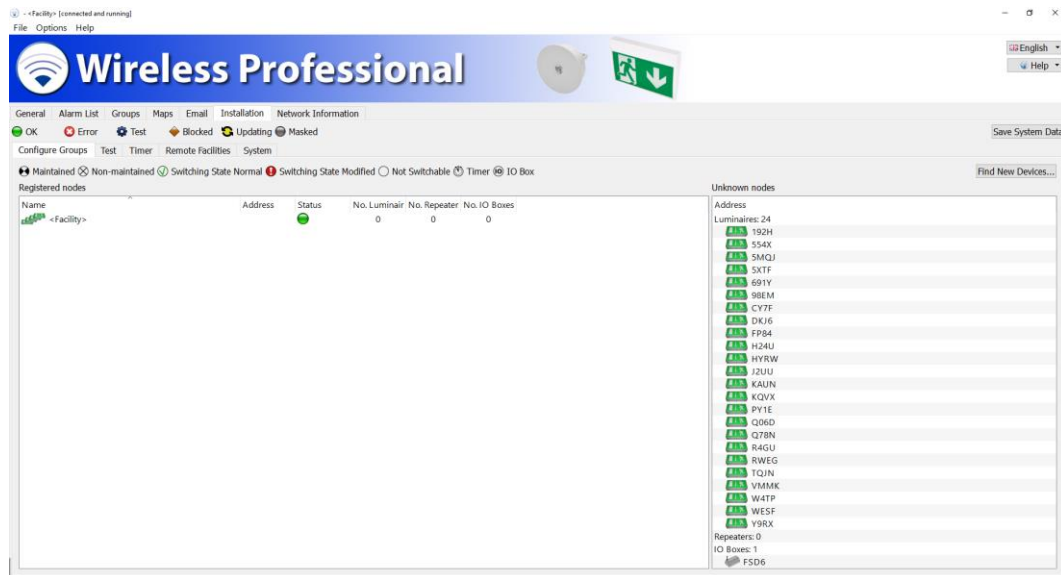 - <Facility> [connected and running]
File Options Help
Wireless Professional
English
Help
General Alarm List Groups Maps Email Installation Network Information
OK Error Test Blocked Updating Masked
Save System Data
Configure Groups Test Timer Remote Facilities System
Maintained Non-maintained Switching State Normal Switching State Modified Not Switchable Timer IO Box
Find New Devices...
Registered nodes
Unknown nodes
Name Address Status No. Luminair No. Repeater No. IO Boxes
<Facility> 0 0 0
Address
Luminaires: 24
192H
554X
5MQJ
5XTF
691Y
98EM
CY7F
DKJ6
FP84
H24U
HYRW
J2UU
KAUN
KQVX
PY1E
Q06D
Q78N
R4GU
RWEG
TQJN
VMMK
W4TP
WESF
Y9RX
Repeaters: 0
IO Boxes: 1
FSD6